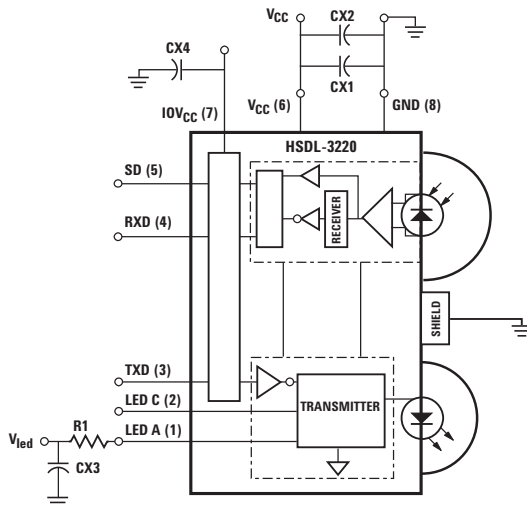 VCC
CX2
CX4
CX1
IOVCC (7)
VCC (6)
GND (8)
HSDL-3220
SD (5)
RXD (4)
RECEIVER
SHIELD
TXD (3)
TRANSMITTER
LED C (2)
R1
LED A (1)
Vled
CX3